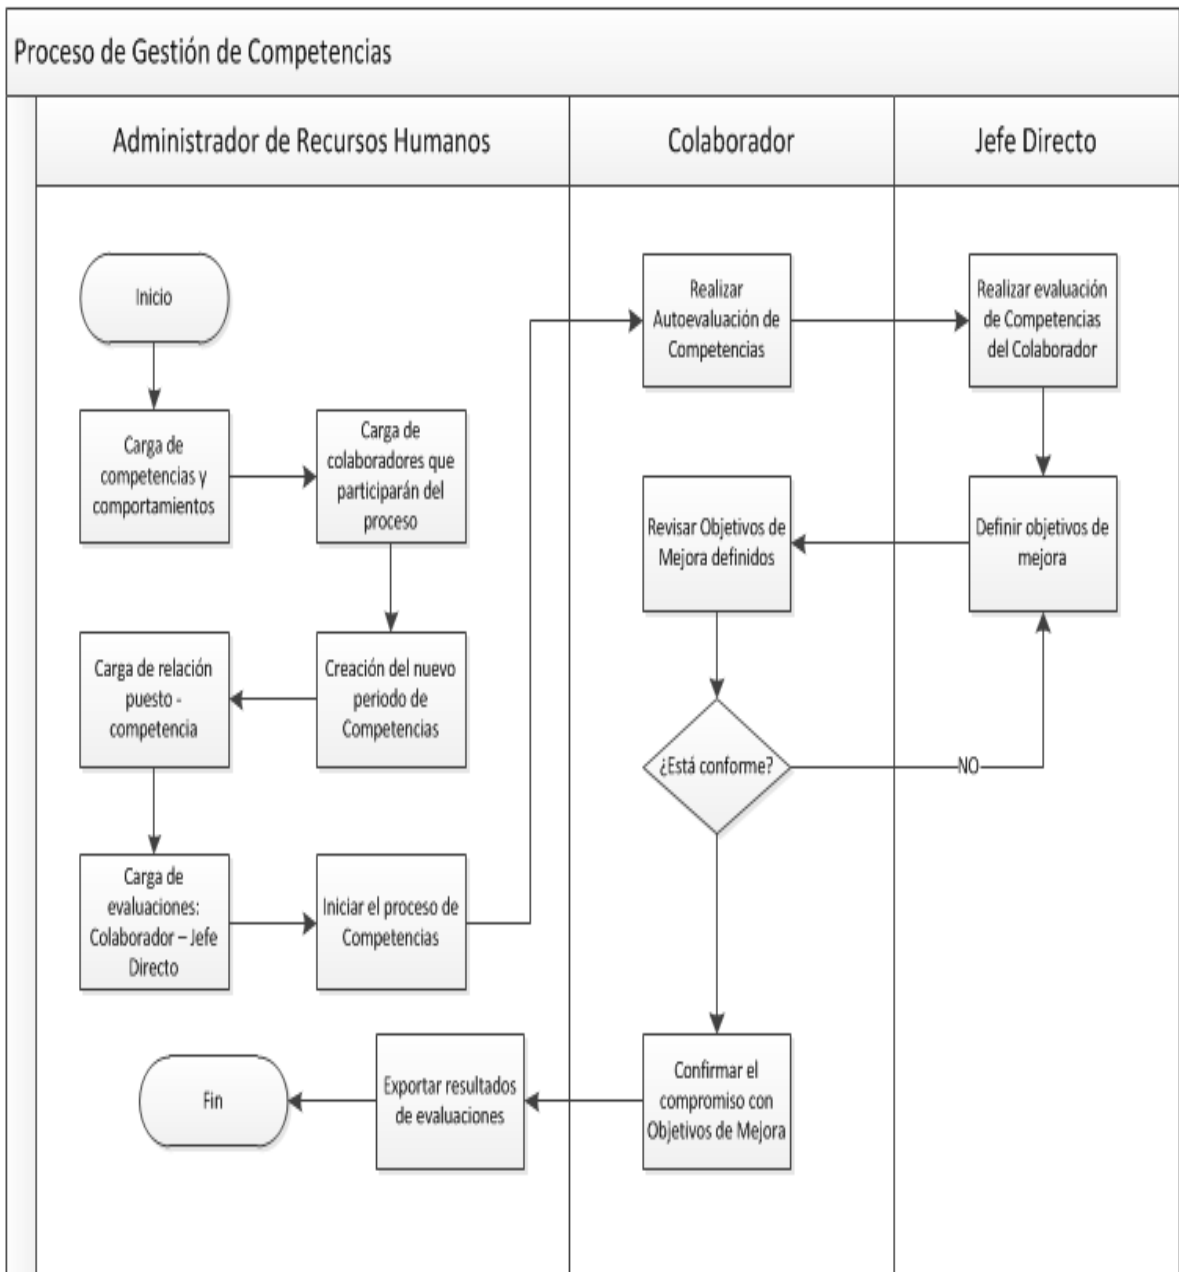 Proceso de Gestión de Competencias
Administrador de Recursos Humanos
Colaborador
Jefe Directo
Inicio
Carga de
competencias y
comportamientos
Carga de
colaboradores que
participarán del
proceso
Creación del nuevo
periodo de
Competencias
Carga de relación
puesto -
competencia
Carga de
evaluaciones:
Colaborador – Jefe
Directo
Iniciar el proceso de
Competencias
Realizar
Autoevaluación de
Competencias
Realizar evaluación
de Competencias
del Colaborador
Definir objetivos de
mejora
Revisar Objetivos de
Mejora definidos
¿Está conforme?
NO
Confirmar el
compromiso con
Objetivos de Mejora
Exportar resultados
de evaluaciones
Fin